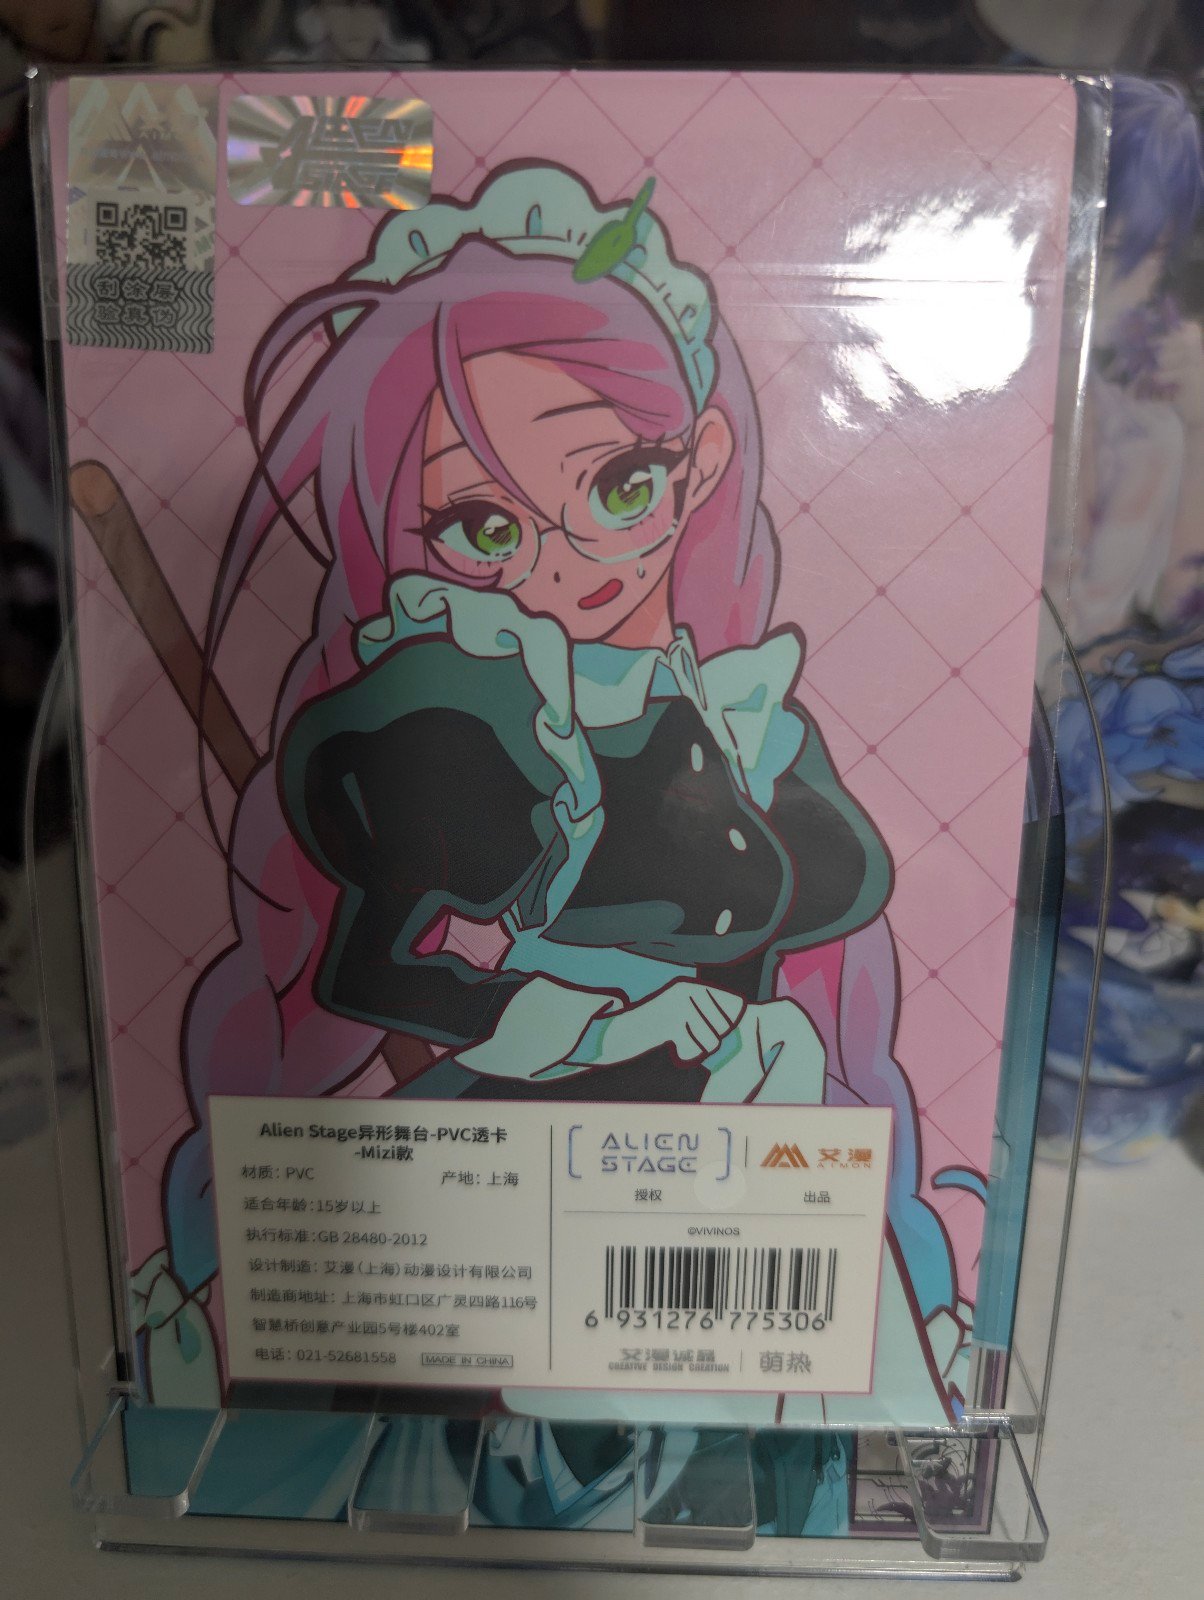 ALIEN
STAGE
刮涂层
验真伪
Alien Stage异形舞台-PVC透卡
-Mizi款
材质：PVC
产地：上海
适合年龄：15岁以上
执行标准：GB 28480-2012
设计制造：艾漫（上海）动漫设计有限公司
制造商地址：上海市虹口区广灵四路116号
智慧桥创意产业园5号楼402室
电话：021-52681558
MADE IN CHINA
ALIEN
STAGE
授权
艾漫
AIMON
出品
©VIVINOS
6 931276 775306
艾漫诚品
CREATIVE DESIGN CREATION
萌热